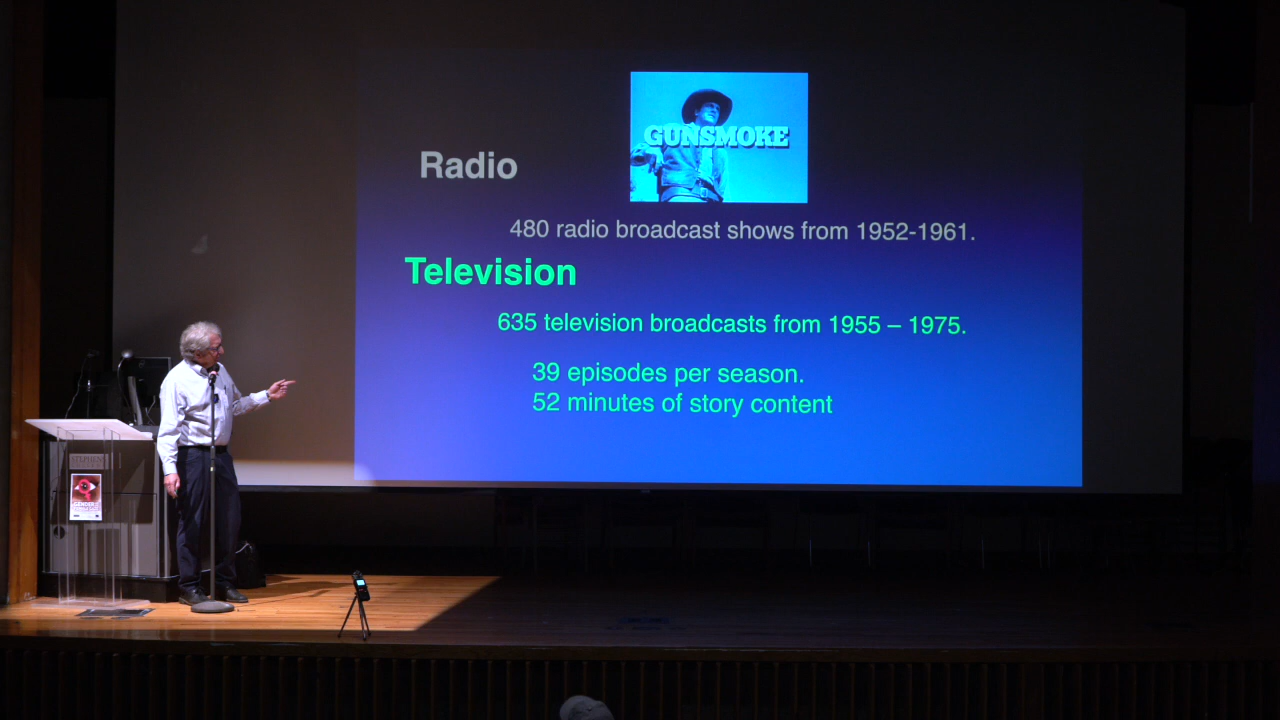 GUNSMOKE
Radio
480 radio broadcast shows from 1952-1961.
Television
635 television broadcasts from 1955 – 1975.
39 episodes per season.
52 minutes of story content
STEPHENS